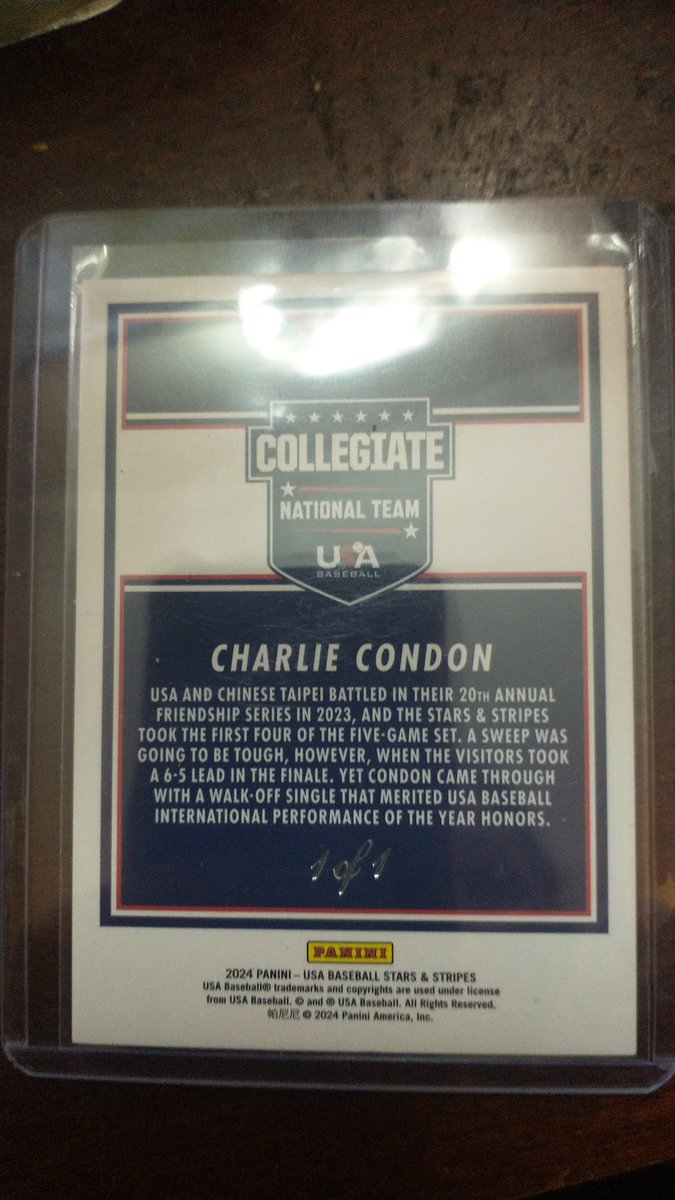 COLLEGIATE
NATIONAL TEAM
USA
BASEBALL
CHARLIE CONDON
USA AND CHINESE TAIPEI BATTLED IN THEIR 20TH ANNUAL
FRIENDSHIP SERIES IN 2023, AND THE STARS & STRIPES
TOOK THE FIRST FOUR OF THE FIVE-GAME SET. A SWEEP WAS
GOING TO BE TOUGH, HOWEVER, WHEN THE VISITORS TOOK
A 6-5 LEAD IN THE FINALE. YET CONDON CAME THROUGH
WITH A WALK-OFF SINGLE THAT MERITED USA BASEBALL
INTERNATIONAL PERFORMANCE OF THE YEAR HONORS.
1 of 1
PANINI
2024 PANINI – USA BASEBALL STARS & STRIPES
USA Baseball® trademarks and copyrights are used under license
from USA Baseball. © and ® USA Baseball. All Rights Reserved.
帕尼尼 © 2024 Panini America, Inc.